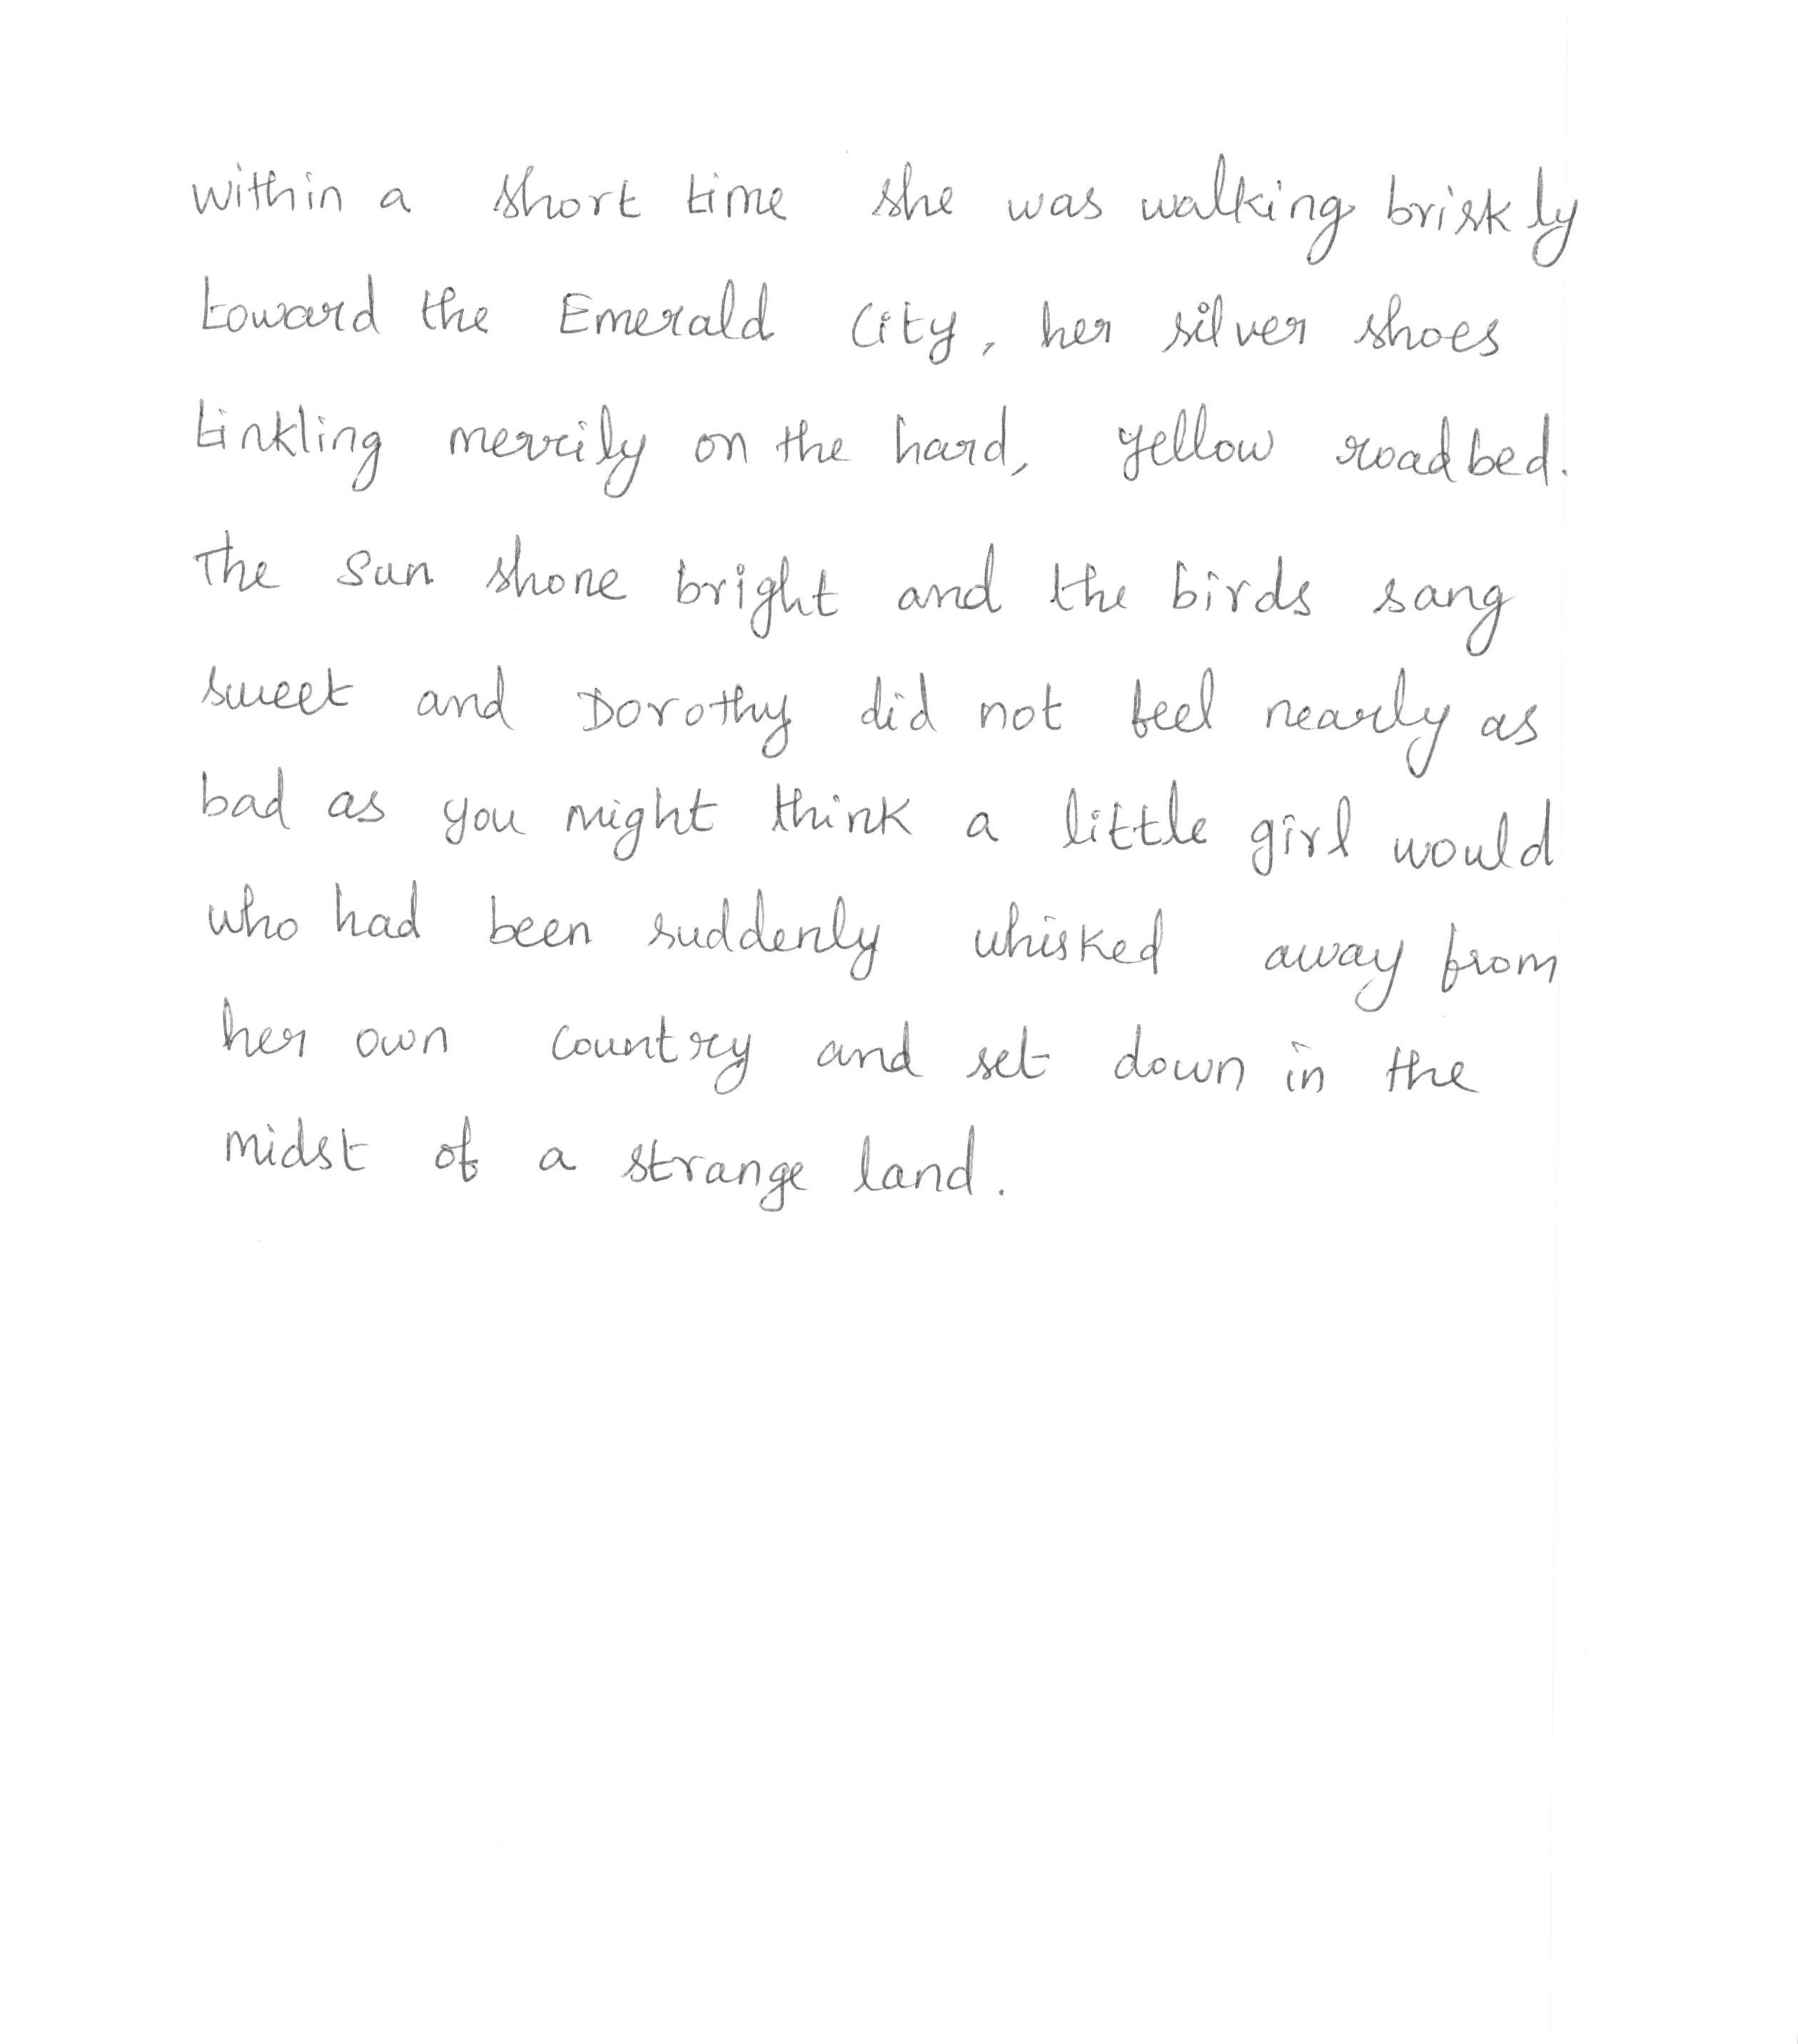 within a short time she was walking briskly
toward the Emerald City, her silver shoes
tinkling merrily on the hard, yellow roadbed.
The sun shone bright and the birds sang
sweet and Dorothy did not feel nearly as
bad as you might think a little girl would
who had been suddenly whisked away from
her own country and set down in the
midst of a strange land.